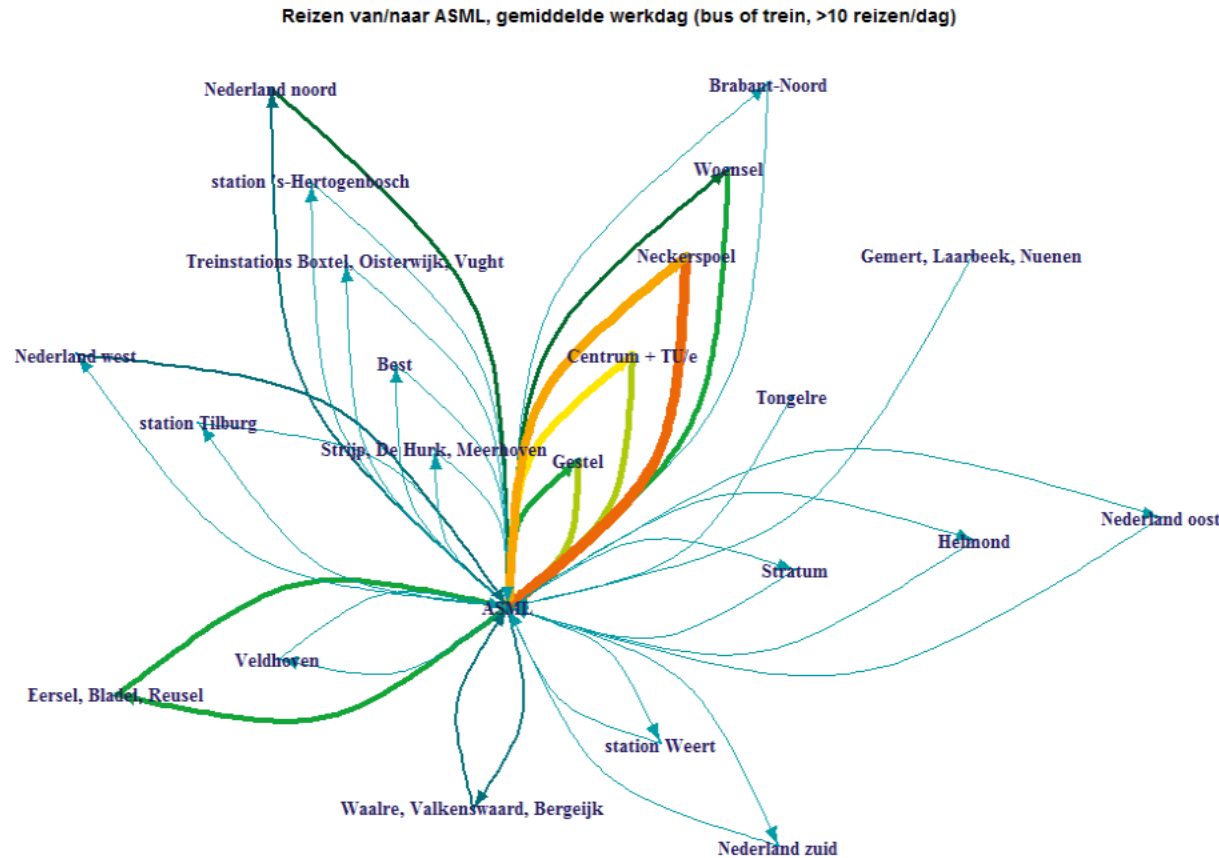 Reizen van/naar ASML, gemiddelde werkdag (bus of trein, >10 reizen/dag)
Nederland noord
Brabant-Noord
Woensel
station 's-Hertogenbosch
Neckerspoel
Gemert, Laarbeek, Nuenen
Treinstations Boxtel, Oisterwijk, Vught
Nederland west
Centrum + TU/e
Best
Tongelre
station Tilburg
Strijp, De Hurk, Meerhoven
Gestel
Nederland oost
Helmond
Stratum
ASML
Veldhoven
Eersel, Bladel, Reusel
station Weert
Waalre, Valkenswaard, Bergeijk
Nederland zuid